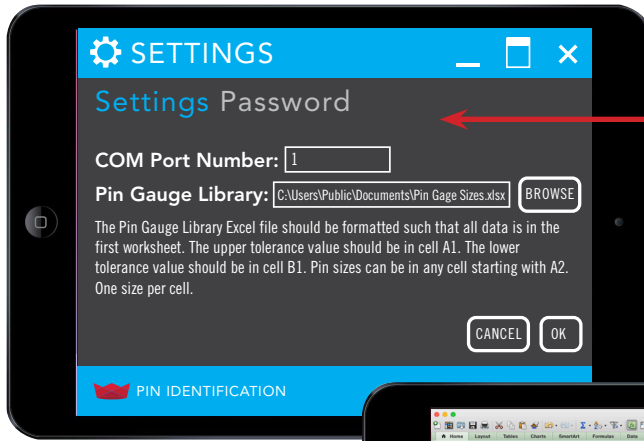 SETTINGS
Settings Password
COM Port Number: 1
Pin Gauge Library: C:\Users\Public\Documents\Pin Gage Sizes.xlsx BROWSE
The Pin Gauge Library Excel file should be formatted such that all data is in the
first worksheet. The upper tolerance value should be in cell A1. The lower
tolerance value should be in cell B1. Pin sizes can be in any cell starting with A2.
One size per cell.
CANCEL OK
PIN IDENTIFICATION
Home Layout Tables Charts SmartArt Formulas